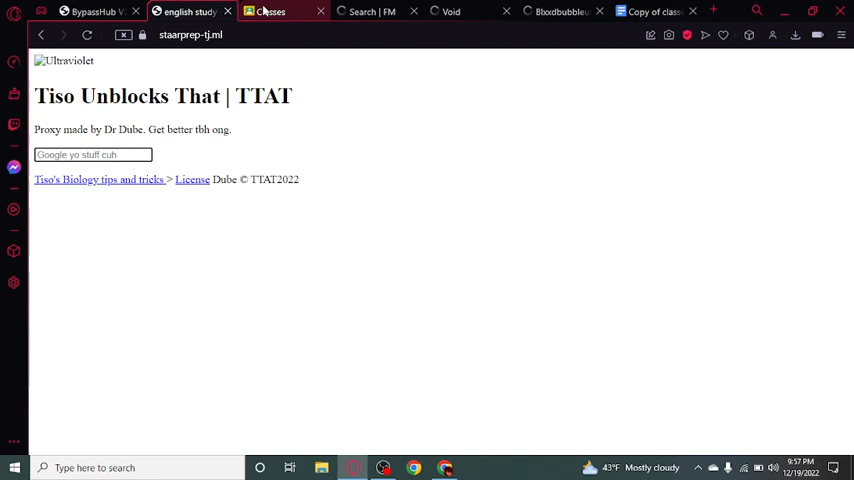 BypassHub V.
english study
Classes
Search | FM
Void
Blxxdbubbleu
Copy of class
staarprep-tj.ml
Ultraviolet
Tiso Unblocks That | TTAT
Proxy made by Dr Dube. Get better tbh ong.
Google yo stuff cuh
Tiso's Biology tips and tricks > License Dube © TTAT2022
Type here to search
43°F Mostly cloudy
9:57 PM
12/19/2022